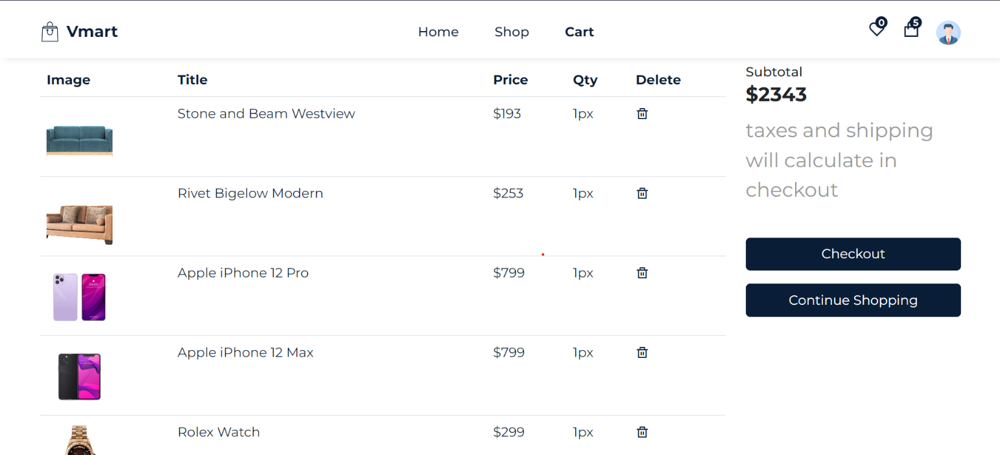 Vmart
Home Shop Cart
0 5
Image Title Price Qty Delete
Stone and Beam Westview $193 1px
Rivet Bigelow Modern $253 1px
Apple iPhone 12 Pro $799 1px
Apple iPhone 12 Max $799 1px
Rolex Watch $299 1px
Subtotal
$2343
taxes and shipping
will calculate in
checkout
Checkout
Continue Shopping